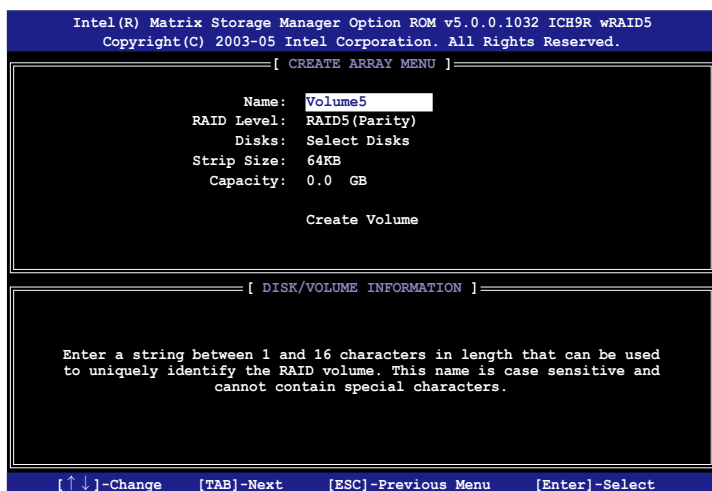 Intel(R) Matrix Storage Manager Option ROM v5.0.0.1032 ICH9R wRAID5
Copyright(C) 2003-05 Intel Corporation. All Rights Reserved.
[ CREATE ARRAY MENU ]
Name: Volume5
RAID Level: RAID5(Parity)
Disks: Select Disks
Strip Size: 64KB
Capacity: 0.0 GB
Create Volume
[ DISK/VOLUME INFORMATION ]
Enter a string between 1 and 16 characters in length that can be used
to uniquely identify the RAID volume. This name is case sensitive and
cannot contain special characters.
[↑↓]-Change [TAB]-Next [ESC]-Previous Menu [Enter]-Select